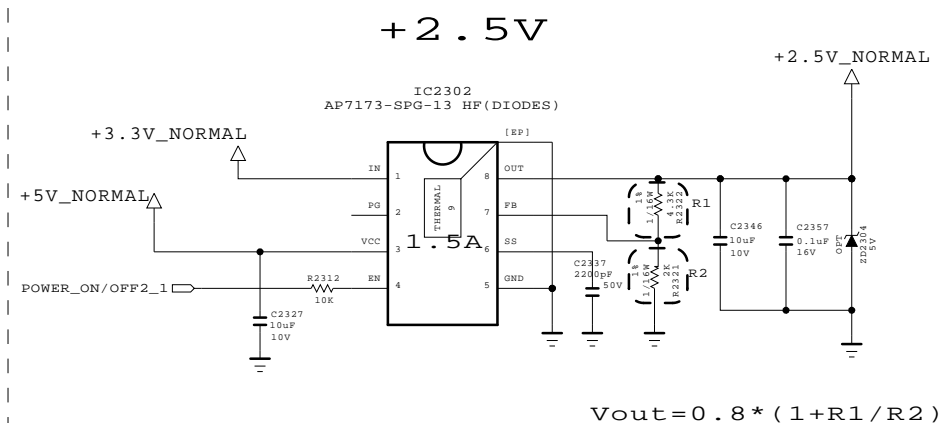 +2.5V
+2.5V_NORMAL
IC2302
AP7173-SPG-13 HF(DIODES)
[EP]
+3.3V_NORMAL
IN
1
8
OUT
+5V_NORMAL
PG
2
THERMAL
9
7
FB
1%
1/16W
4.3K
R2322
R1
1.5A
VCC
3
6
SS
C2346
10uF
10V
C2357
0.1uF
16V
OPT
ZD2304
5V
C2337
2200pF
50V
1%
1/16W
2K
R2321
R2
POWER_ON/OFF2_1
R2312
10K
EN
4
5
GND
C2327
10uF
10V
Vout=0.8*(1+R1/R2)